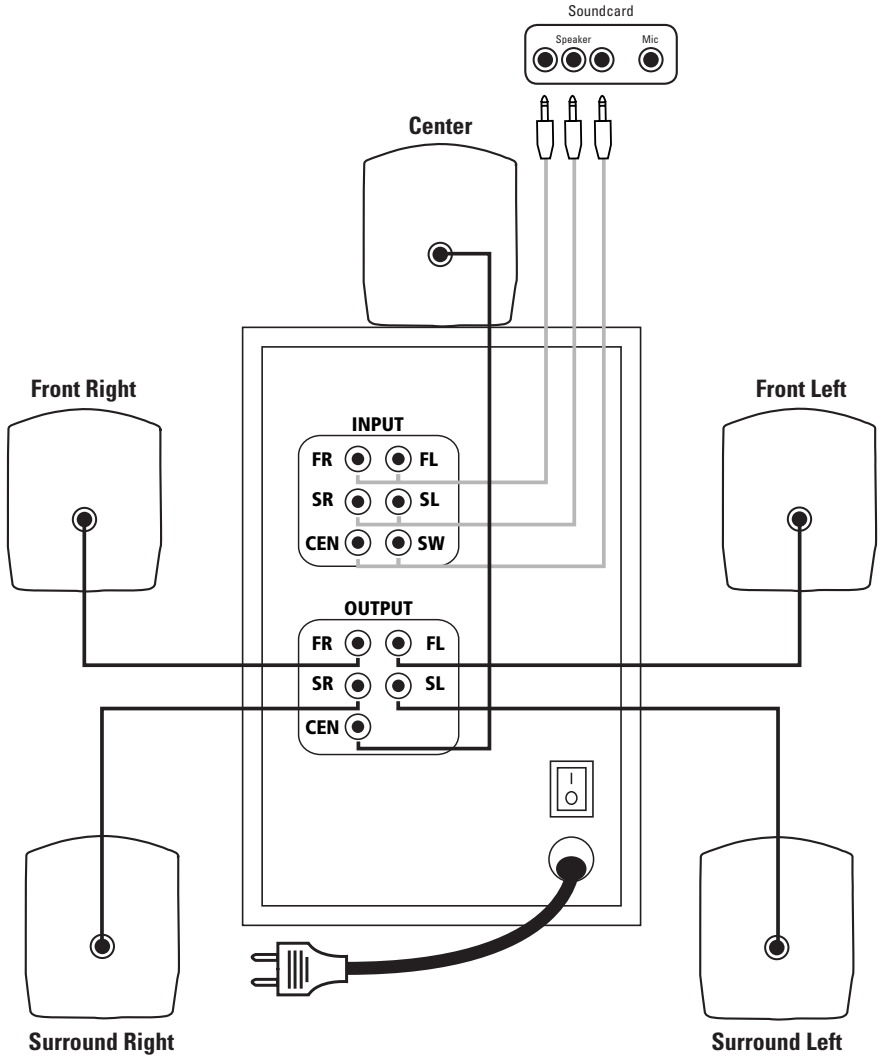 Soundcard
Speaker Mic
Center
Front Right
Front Left
INPUT
FR FL
SR SL
CEN SW
OUTPUT
FR FL
SR SL
CEN
Surround Right
Surround Left